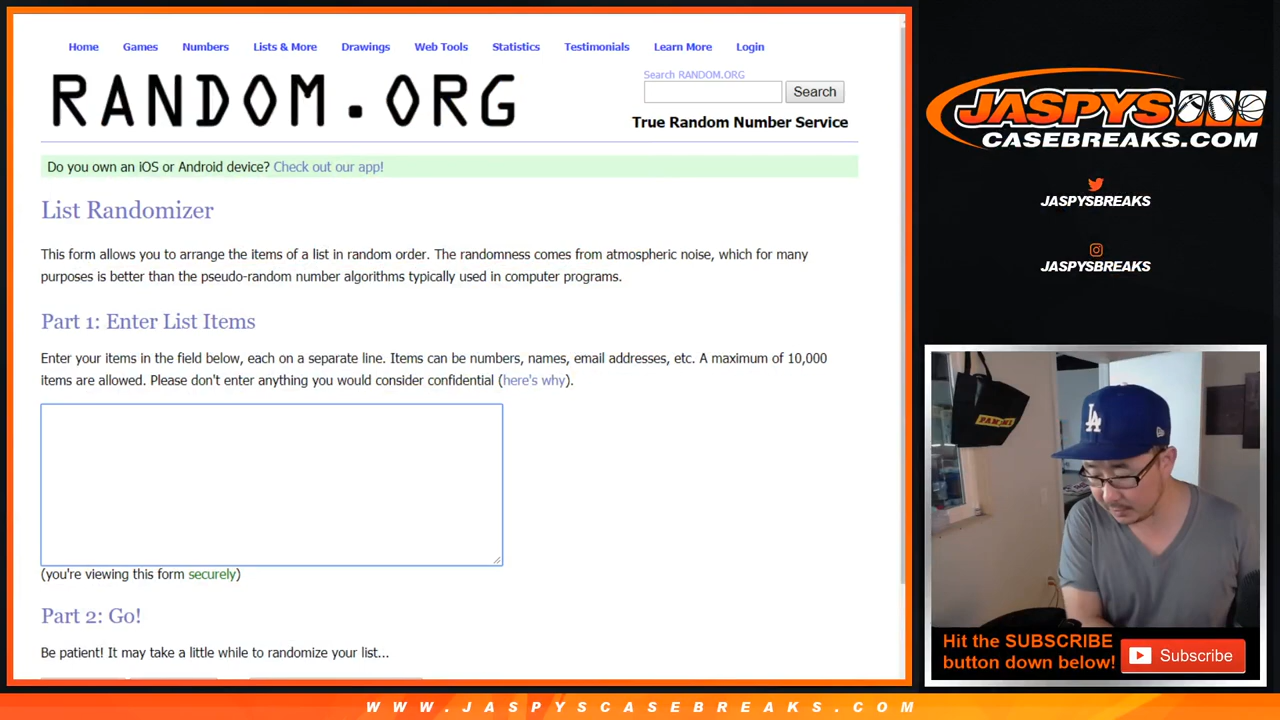 Home Games Numbers Lists & More Drawings Web Tools Statistics Testimonials Learn More Login
RANDOM.ORG
Search RANDOM.ORG
Search
True Random Number Service
Do you own an iOS or Android device? Check out our app!
List Randomizer
This form allows you to arrange the items of a list in random order. The randomness comes from atmospheric noise, which for many
purposes is better than the pseudo-random number algorithms typically used in computer programs.
Part 1: Enter List Items
Enter your items in the field below, each on a separate line. Items can be numbers, names, email addresses, etc. A maximum of 10,000
items are allowed. Please don't enter anything you would consider confidential (here's why).
(you're viewing this form securely)
Part 2: Go!
Be patient! It may take a little while to randomize your list...
JASPYS
CASEBREAKS.COM
JASPYSBREAKS
JASPYSBREAKS
PANINI
LA
Hit the SUBSCRIBE
button down below!
Subscribe
WWW.JASPYSCASEBREAKS.COM